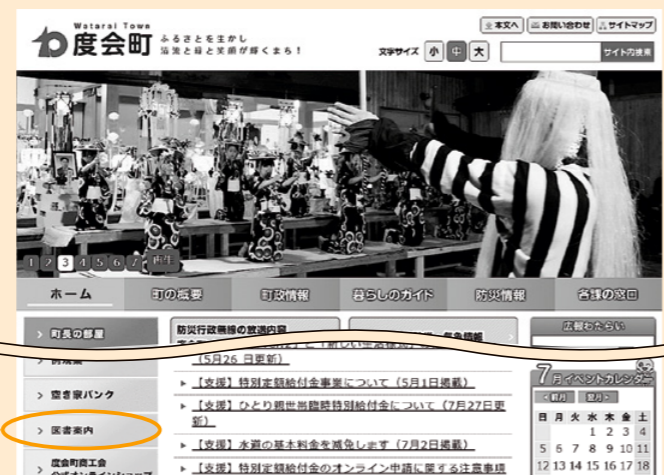 Watarai Town
度会町
ふるさとを生かし
活力と緑と笑顔が輝くまち！
本文へ
お問い合わせ
サイトマップ
文字サイズ 小 中 大
サイト内検索
1 2 3 4 5 6 7 再生
ホーム
町の概要
町政情報
暮らしのガイド
防災情報
各課の窓口
町長の部屋
防災行政無線の放送内容
気象情報
広報わたらい
（5月26 日更新）
空き家バンク
図書案内
度会町商工会
【支援】特別定額給付金事業について（5月1日掲載）
【支援】ひとり親世帯臨時特別給付金について（7月27日更
新）
【支援】水道の基本料金を減免します（7月2日掲載）
【支援】特別定額給付金のオンライン申請に関する注意事項
7月イベントカレンダー
前月 翌月
日 月 火 水 木 金 土
1 2 3 4
5 6 7 8 9 10 11
12 13 14 15 16 17 18